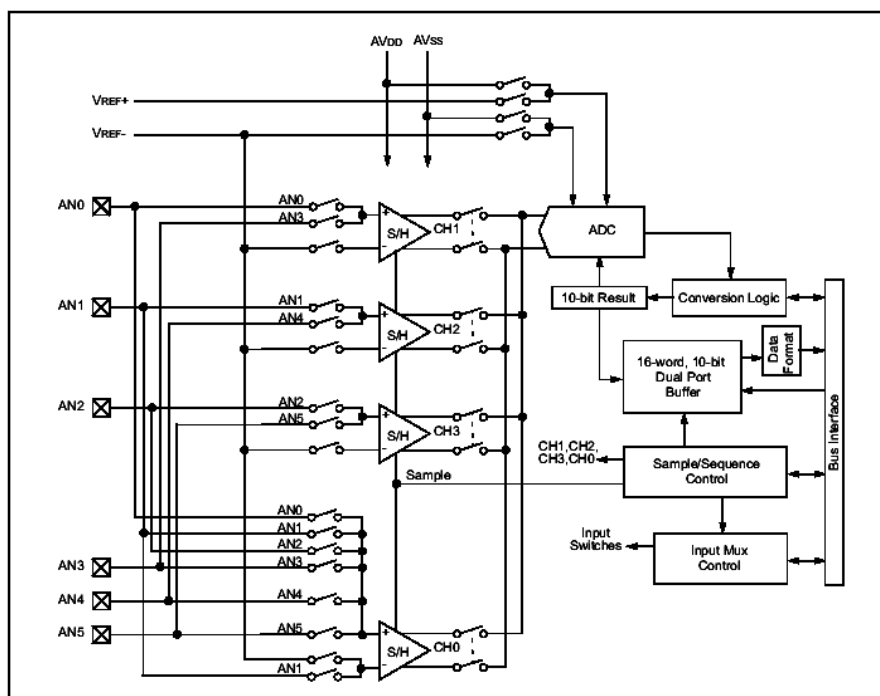 AVDD AVSS
VREF+
VREF-
AN0
AN0
AN3
S/H
CH1
ADC
10-bit Result
Conversion Logic
AN1
AN1
AN4
S/H
CH2
16-word, 10-bit
Dual Port
Buffer
Data
Format
Bus Interface
AN2
AN2
AN5
S/H
CH3
CH1,CH2,
CH3,CH0
Sample/Sequence
Control
Sample
AN0
AN1
AN2
AN3
AN3
Input
Switches
Input Mux
Control
AN4
AN4
AN5
AN5
S/H
CH0
AN1
+
-
+
-
+
-
+
-